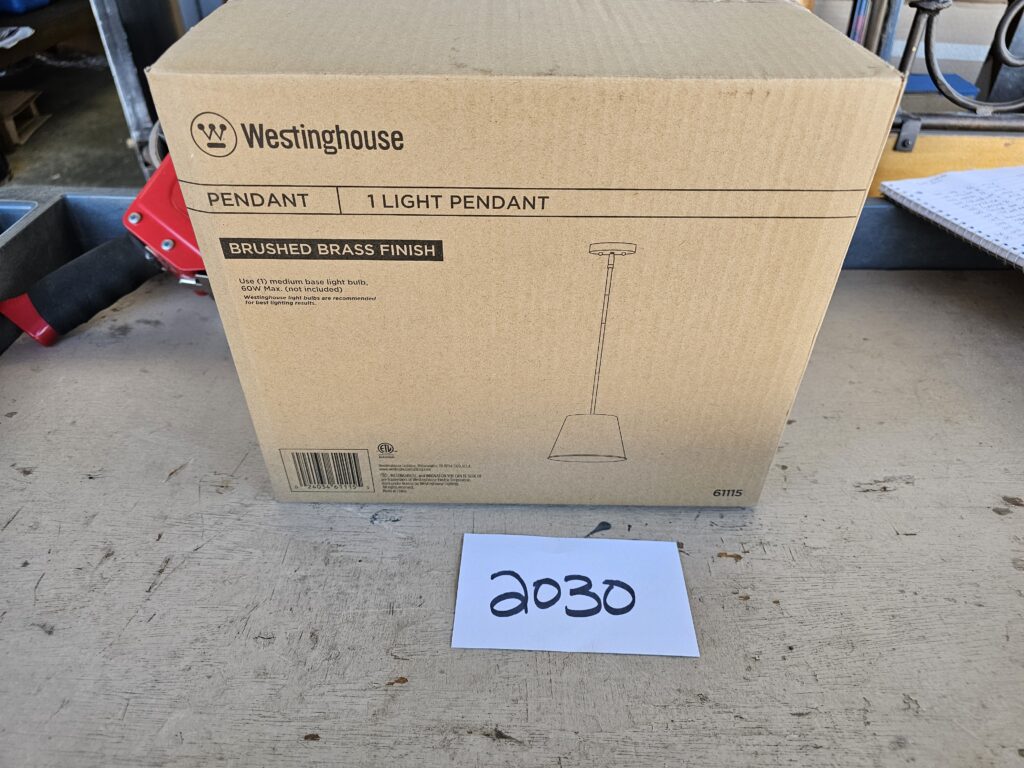 Westinghouse
PENDANT
1 LIGHT PENDANT
BRUSHED BRASS FINISH
Use (1) medium base light bulb,
60W Max. (not included)
Westinghouse light bulbs are recommended
for best lighting results.
ETL
61115
2030